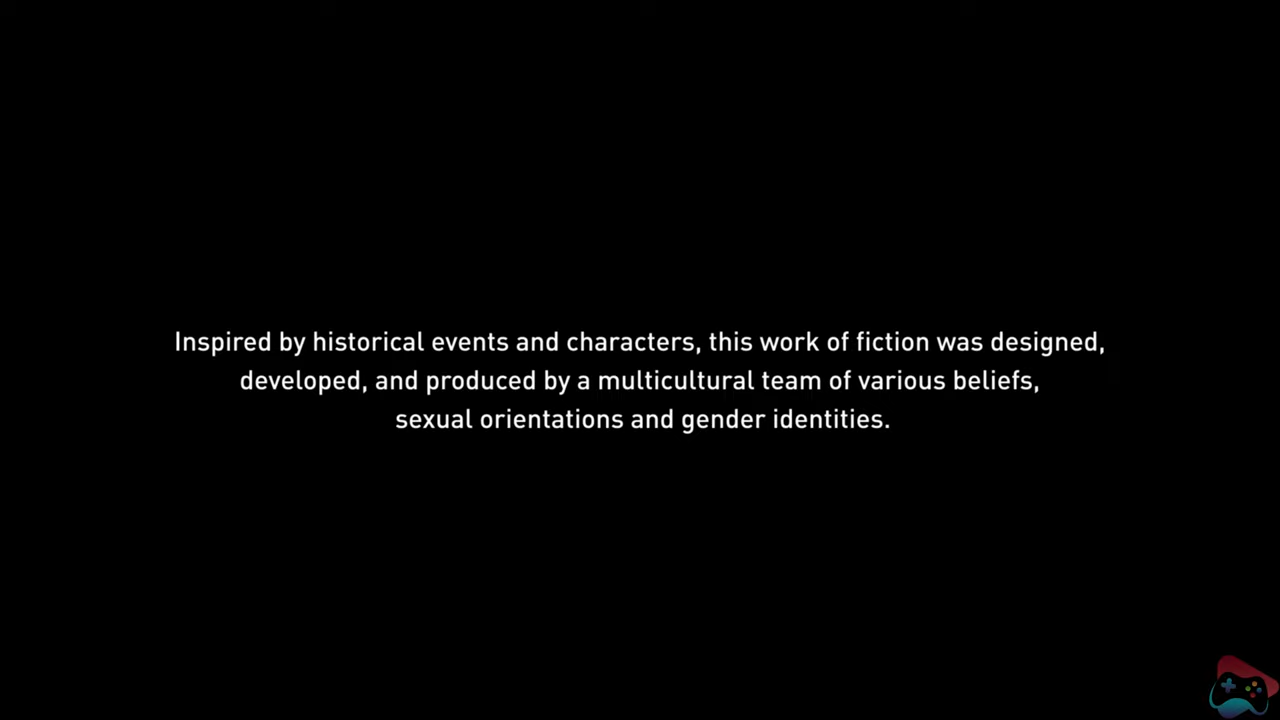 Inspired by historical events and characters, this work of fiction was designed,
developed, and produced by a multicultural team of various beliefs,
sexual orientations and gender identities.